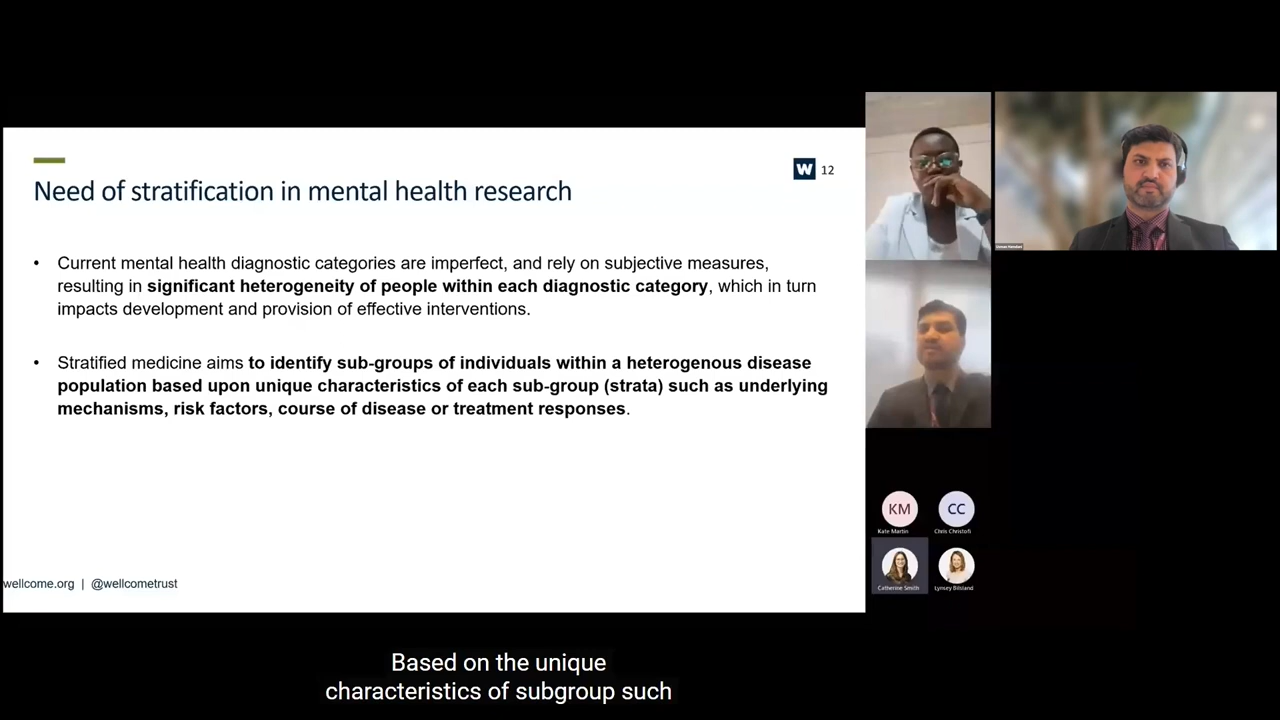 W 12
Need of stratification in mental health research
• Current mental health diagnostic categories are imperfect, and rely on subjective measures,
resulting in significant heterogeneity of people within each diagnostic category, which in turn
impacts development and provision of effective interventions.
• Stratified medicine aims to identify sub-groups of individuals within a heterogenous disease
population based upon unique characteristics of each sub-group (strata) such as underlying
mechanisms, risk factors, course of disease or treatment responses.
wellcome.org | @wellcometrust
KM
CC
Kate Martin
Chris Christofi
Catherine Smith
Lynsey Bilsland
Based on the unique
characteristics of subgroup such